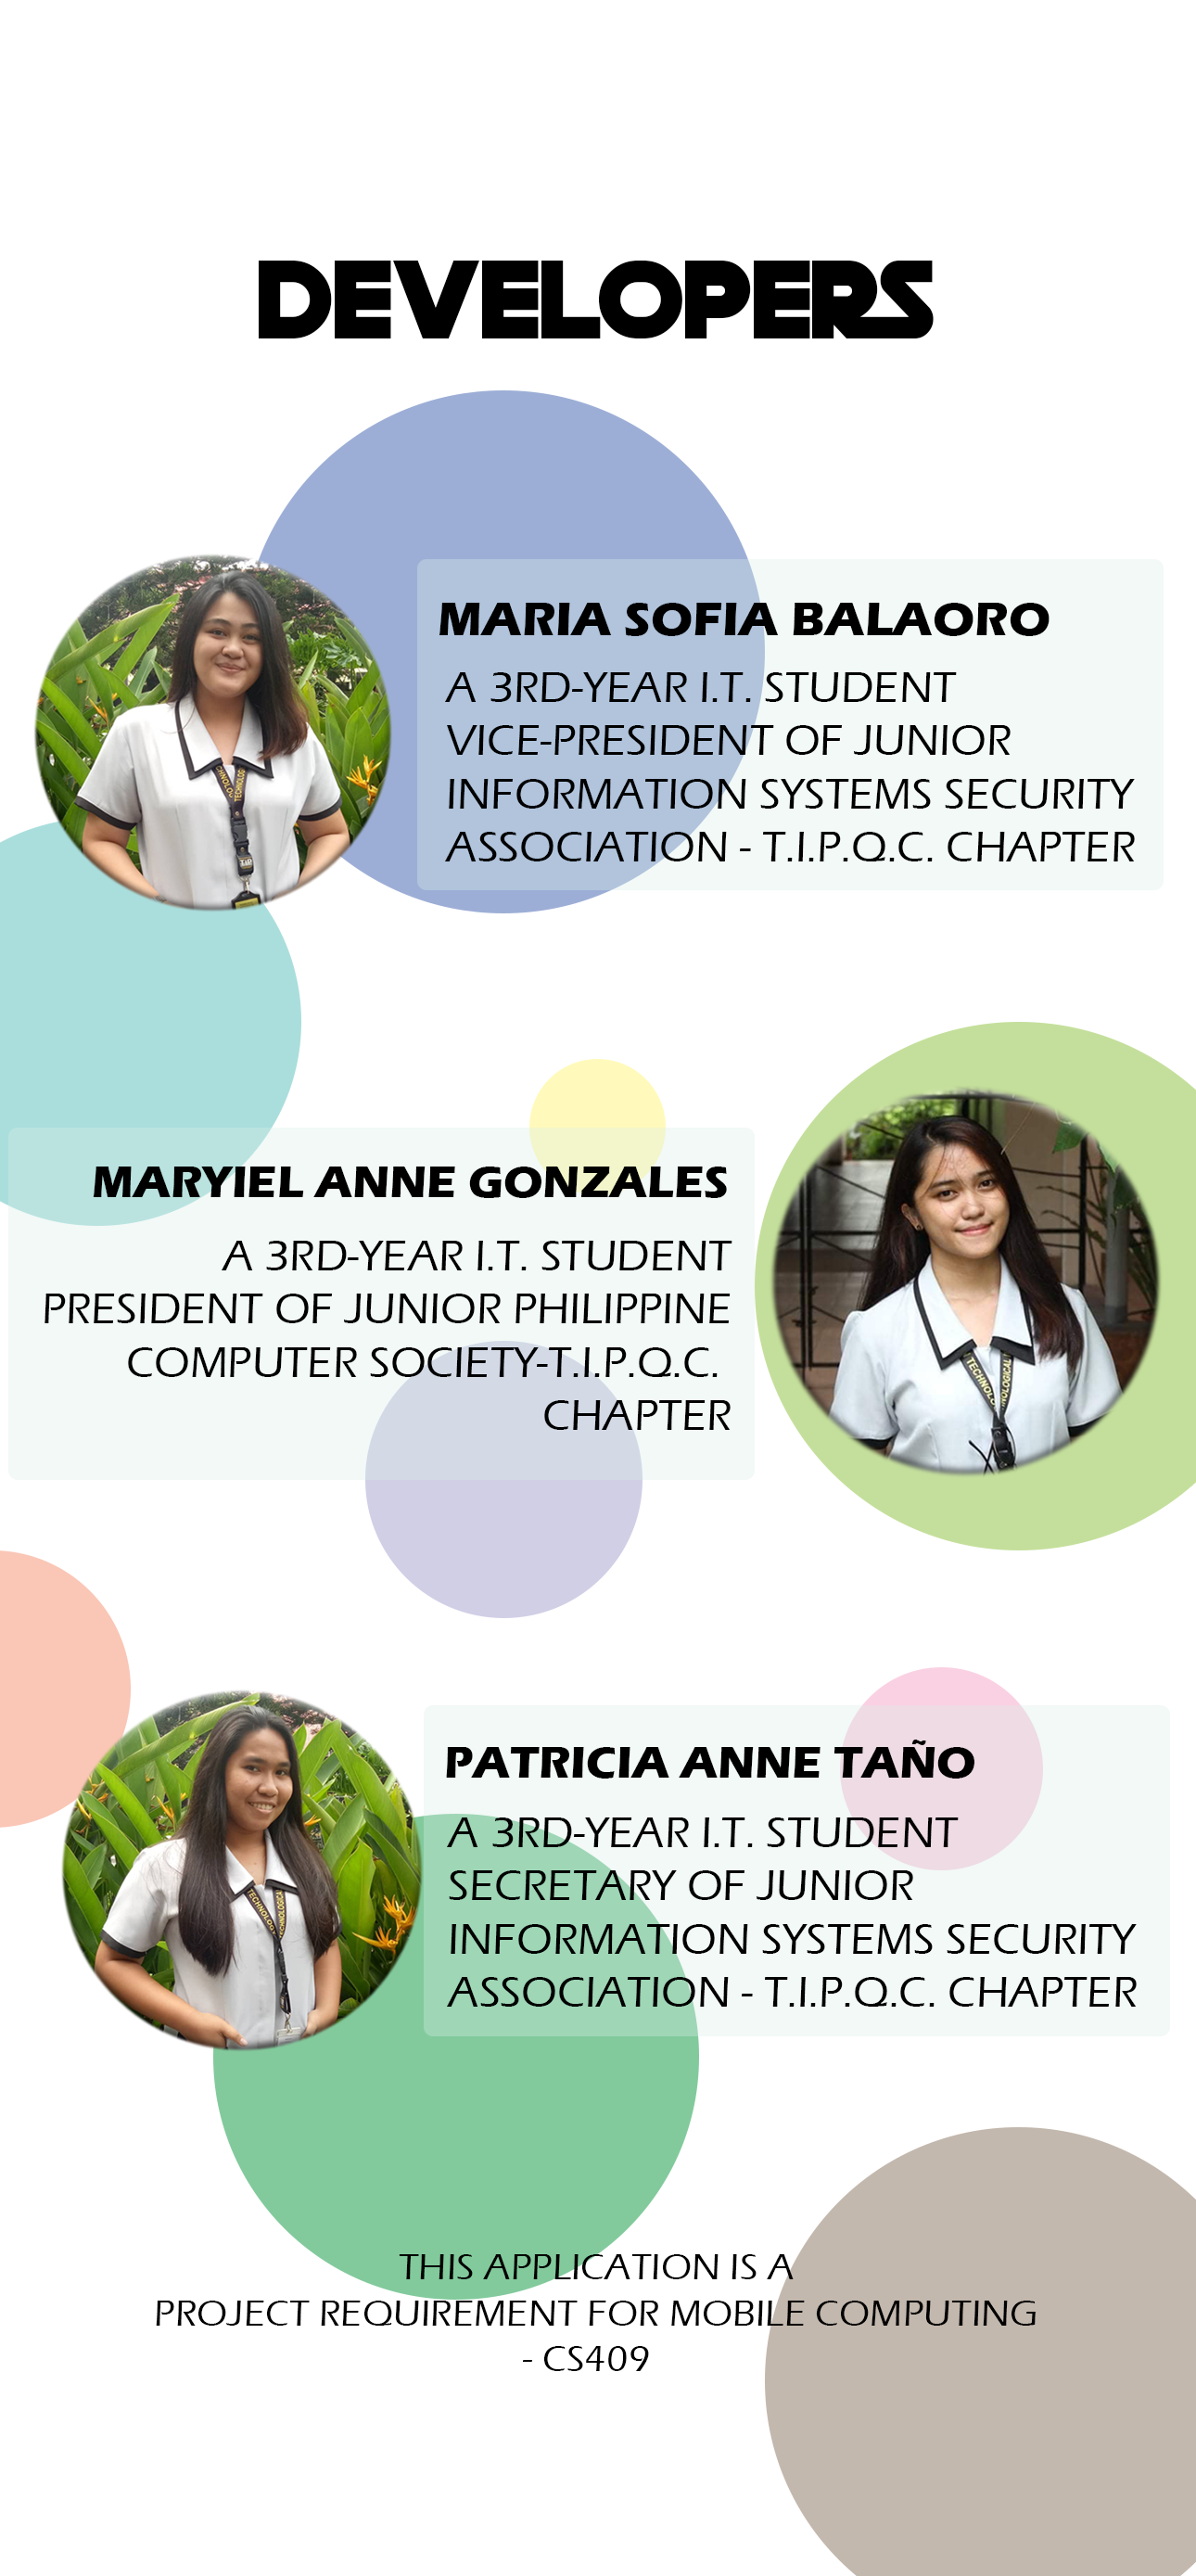 DEVELOPERS
MARIA SOFIA BALAORO
A 3RD-YEAR I.T. STUDENT
VICE-PRESIDENT OF JUNIOR
INFORMATION SYSTEMS SECURITY
ASSOCIATION - T.I.P.Q.C. CHAPTER
MARYIEL ANNE GONZALES
A 3RD-YEAR I.T. STUDENT
PRESIDENT OF JUNIOR PHILIPPINE
COMPUTER SOCIETY-T.I.P.Q.C.
CHAPTER
TECHNOLOGICAL
PATRICIA ANNE TAÑO
A 3RD-YEAR I.T. STUDENT
SECRETARY OF JUNIOR
INFORMATION SYSTEMS SECURITY
ASSOCIATION - T.I.P.Q.C. CHAPTER
THIS APPLICATION IS A
PROJECT REQUIREMENT FOR MOBILE COMPUTING
- CS409